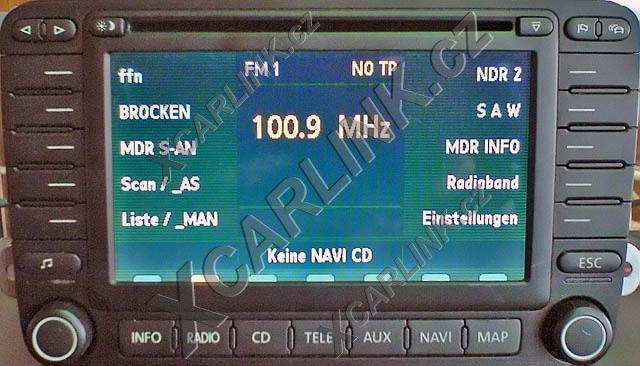 FM 1 NO TP
ffn NDR 2
BROCKEN S A W
100.9 MHz
MDR S-AN MDR INFO
Scan / _AS Radioband
Liste / _MAN Einstellungen
Keine NAVI CD
ESC
INFO RADIO CD TELE AUX NAVI MAP
XCARLINK.CZ
XCARLINK.CZ
XCARLINK.CZ